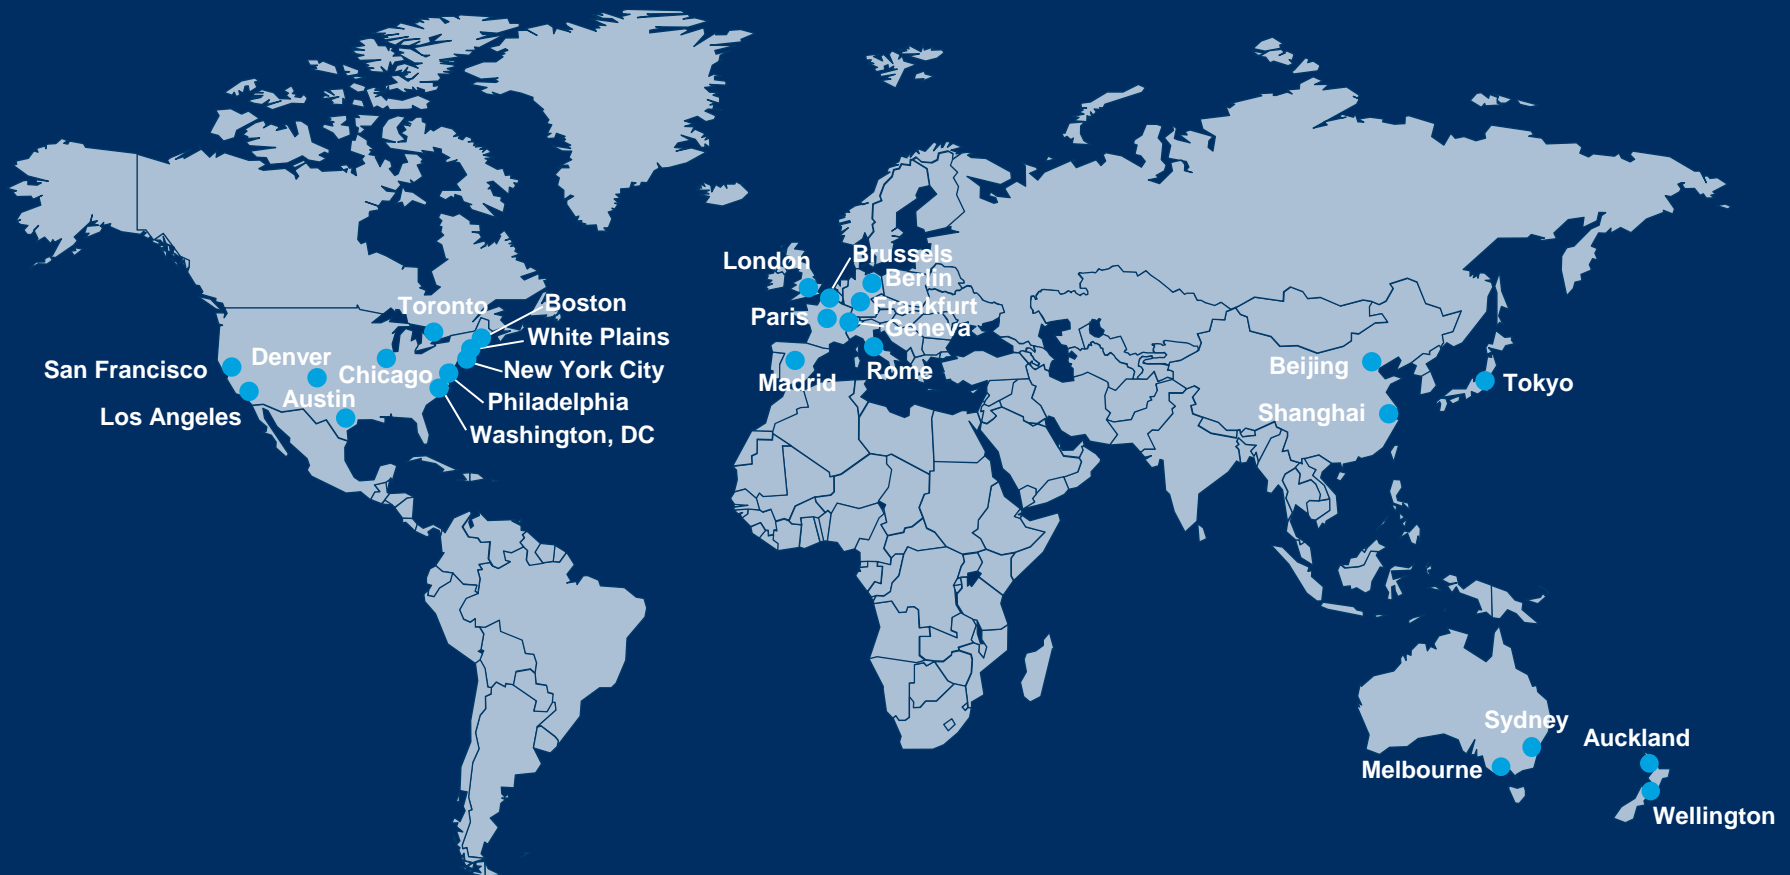 London
Brussels
Berlin
Toronto
Boston
Frankfurt
Paris
Geneva
White Plains
San Francisco
Denver
Chicago
New York City
Madrid
Rome
Beijing
Tokyo
Austin
Philadelphia
Los Angeles
Shanghai
Washington, DC
Sydney
Auckland
Melbourne
Wellington